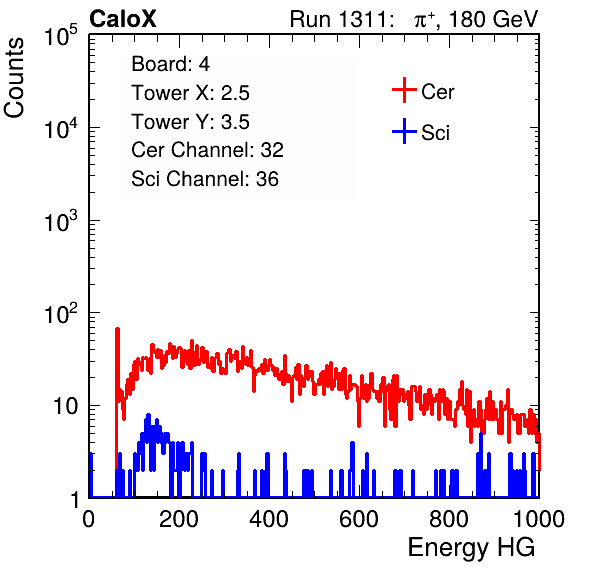 CaloX Run 1311: π⁺, 180 GeV
Counts
10⁵
10⁴
10³
10²
10
1
Board: 4
Tower X: 2.5
Tower Y: 3.5
Cer Channel: 32
Sci Channel: 36
Cer
Sci
0 200 400 600 800 1000
Energy HG